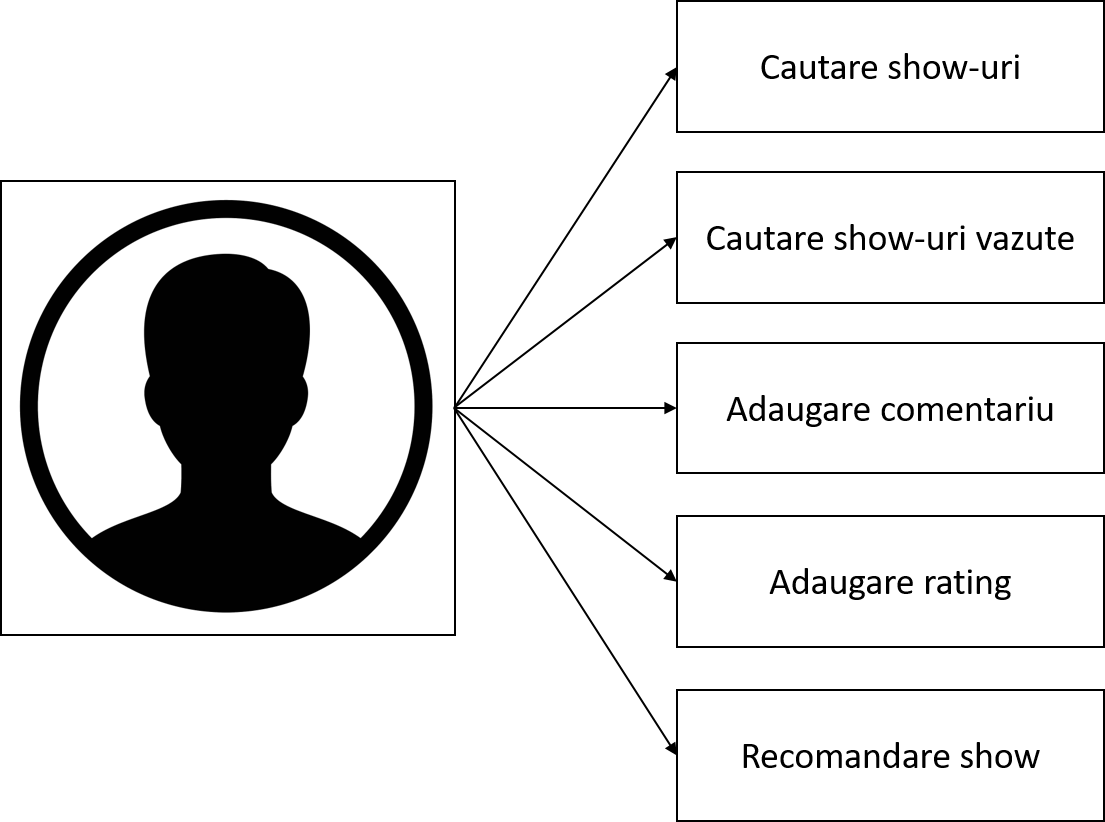 Cautare show-uri
Cautare show-uri vazute
Adaugare comentariu
Adaugare rating
Recomandare show